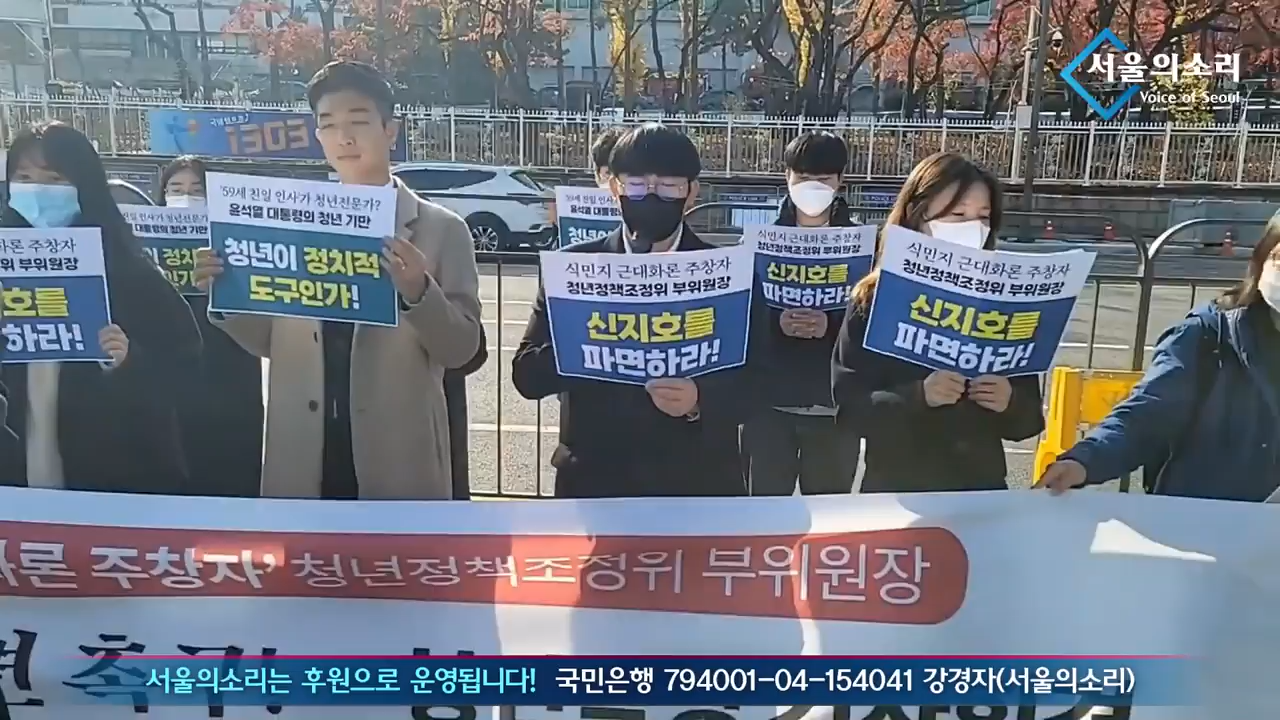 서울의소리
Voice of Seoul
론 주창자
위 부위원장
호를
하라!
'59세 친일 인사'가 청년전문가?
윤석열 대통령의 청년 기만
청년이 정치적
도구인가!
식민지 근대화론 주창자
청년정책조정위 부위원장
신지호를
파면하라!
식민지 근대화론 주창자
청년정책조정위 부위원장
신지호를
파면하라!
식민지 근대화론 주창자
청년정책조정위 부위원장
신지호를
파면하라!
론 주창자' 청년정책조정위 부위원장
촉구!
서울의소리는 후원으로 운영됩니다! 국민은행 794001-04-154041 강경자(서울의소리)